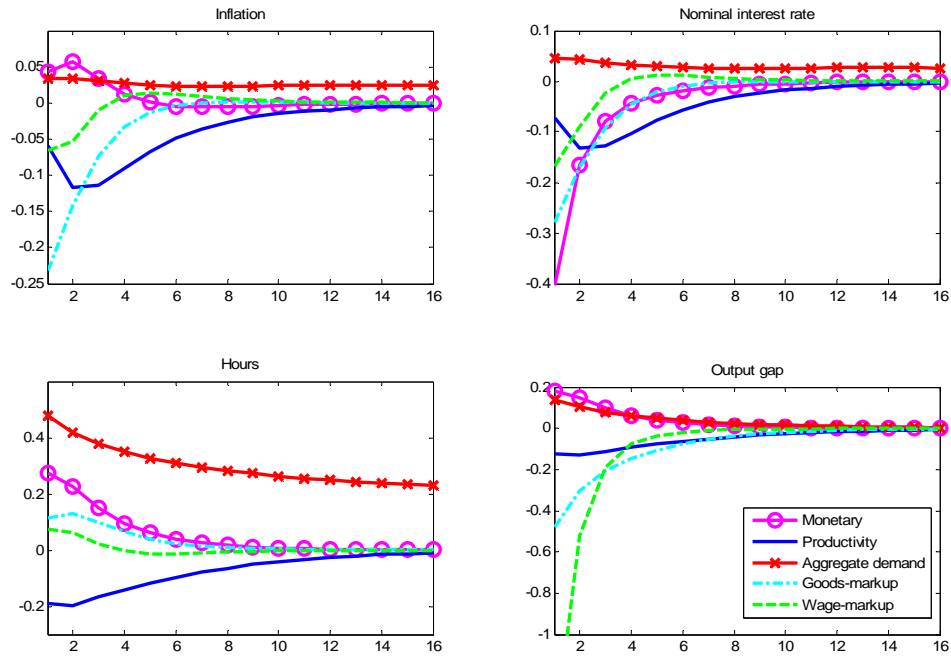 Inflation
0.05
0
-0.05
-0.1
-0.15
-0.2
-0.25
2 4 6 8 10 12 14 16
Nominal interest rate
0.1
0
-0.1
-0.2
-0.3
-0.4
2 4 6 8 10 12 14 16
Hours
0.4
0.2
0
-0.2
2 4 6 8 10 12 14 16
Output gap
0.2
0
-0.2
-0.4
-0.6
-0.8
-1
2 4 6 8 10 12 14 16
Monetary
Productivity
Aggregate demand
Goods-markup
Wage-markup